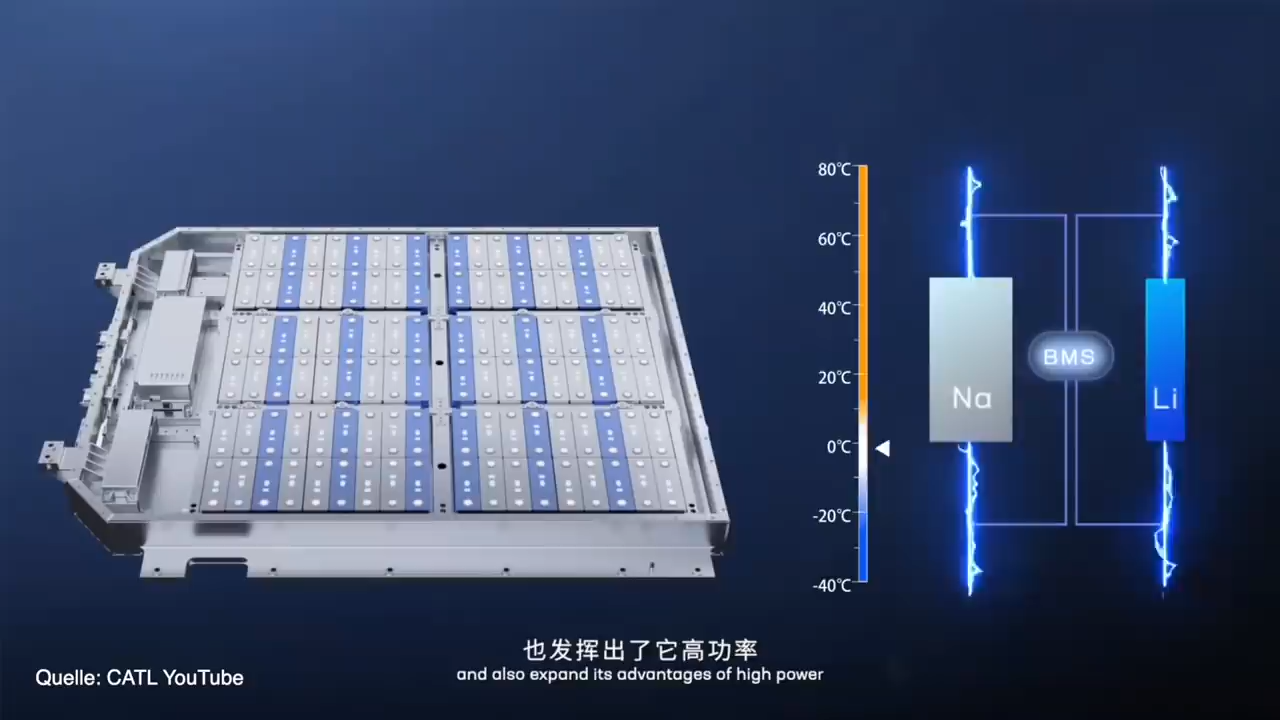 80℃
60℃
40℃
20℃
0℃
-20℃
-40℃
Na
BMS
Li
也发挥出了它高功率
and also expand its advantages of high power
Quelle: CATL YouTube